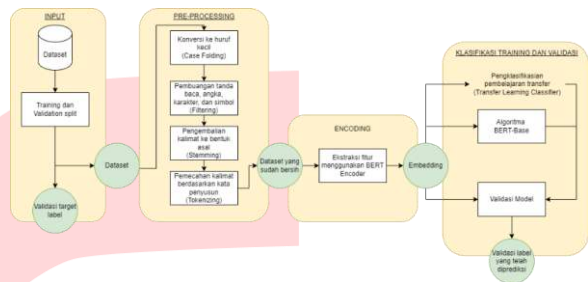 INPUT
Dataset
Training dan
Validation split
Validasi target
label
Dataset
PRE-PROCESSING
Konversi ke huruf
kecil
(Case Folding)
Pembuangan tanda
baca, angka,
karakter, dan simbol
(Filtering)
Pengembalian
kalimat ke bentuk
asal
(Stemming)
Pemecahan kalimat
berdasarkan kata
penyusun
(Tokenizing)
Dataset yang
sudah bersih
ENCODING
Ekstraksi fitur
menggunakan BERT
Encoder
Embedding
KLASIFIKASI TRAINING DAN VALIDASI
Pengklasifikasian
pembelajaran transfer
(Transfer Learning Classifier)
Algoritma
BERT-Base
Validasi Model
Validasi label
yang telah
diprediksi